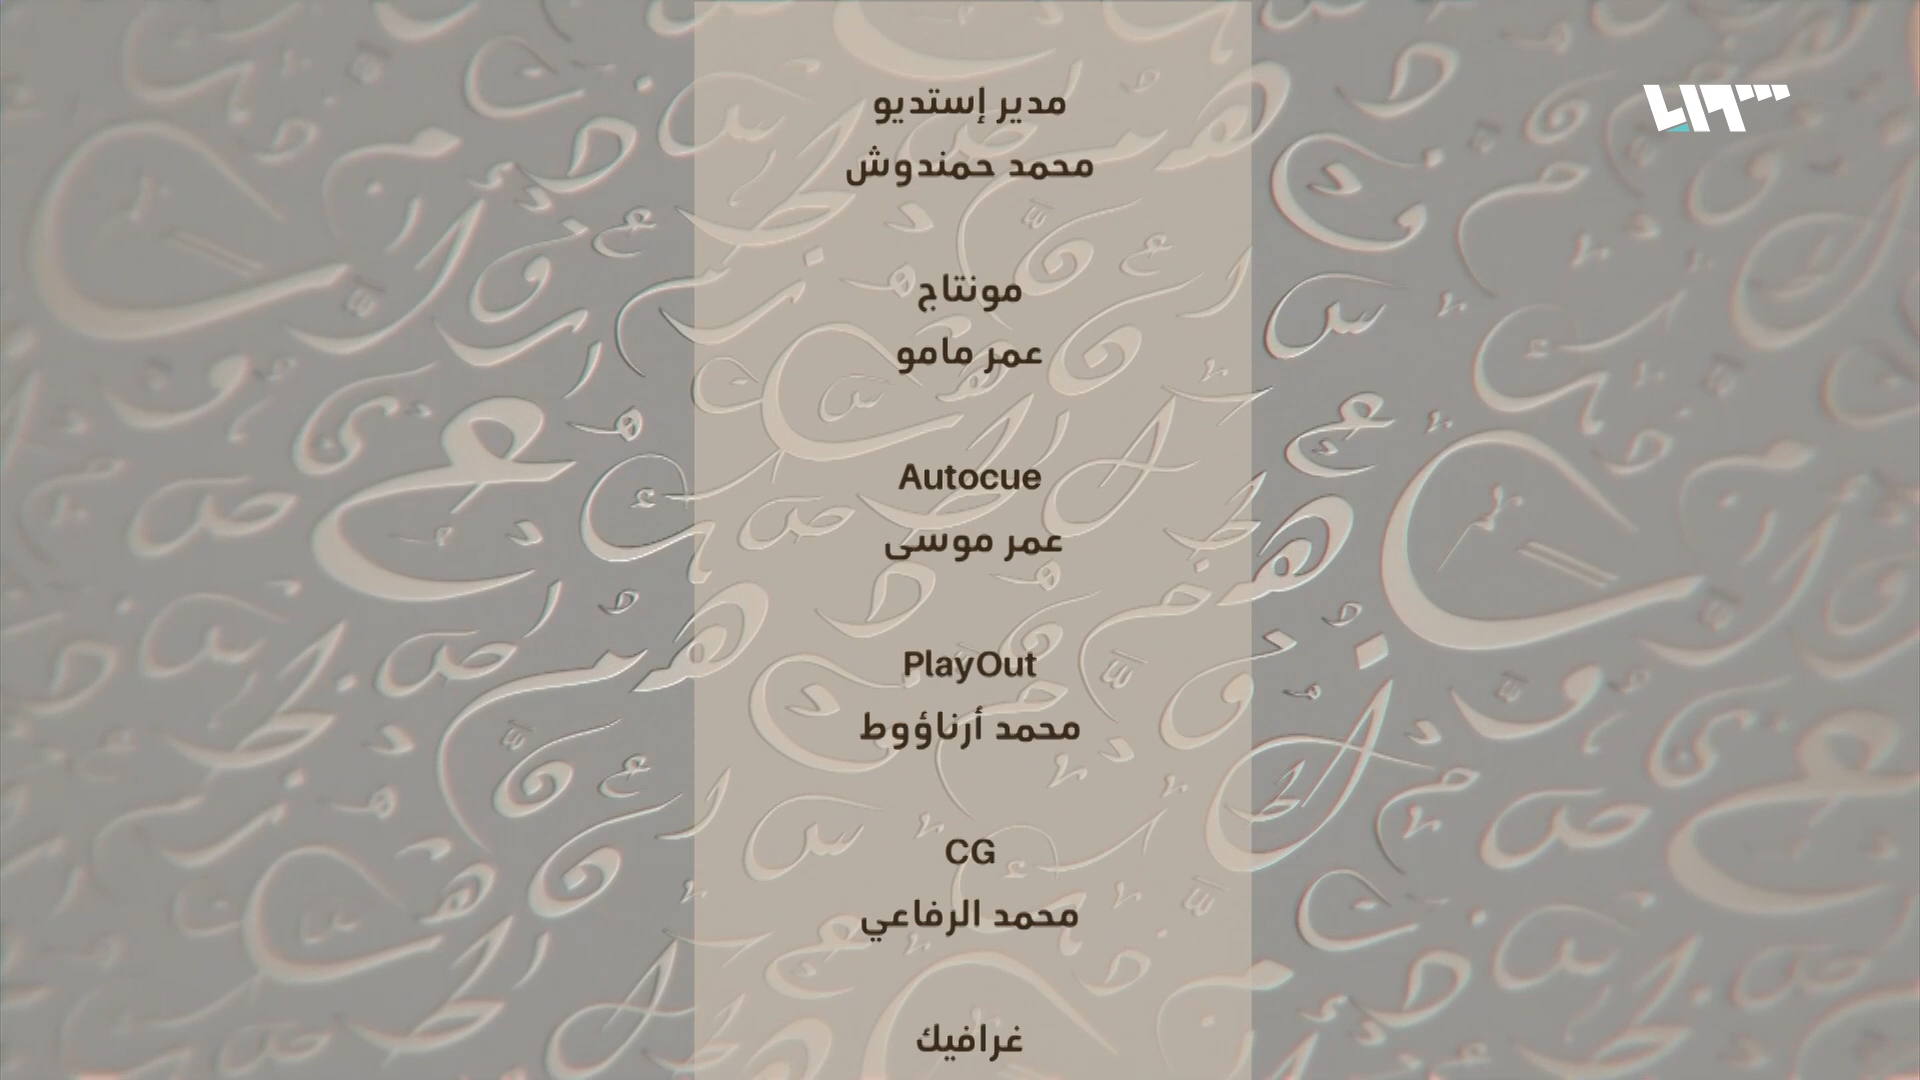 مدير إستديو
محمد حمندوش
مونتاج
عمر مامو
Autocue
عمر موسى
PlayOut
محمد أرناؤوط
CG
محمد الرفاعي
غرافيك